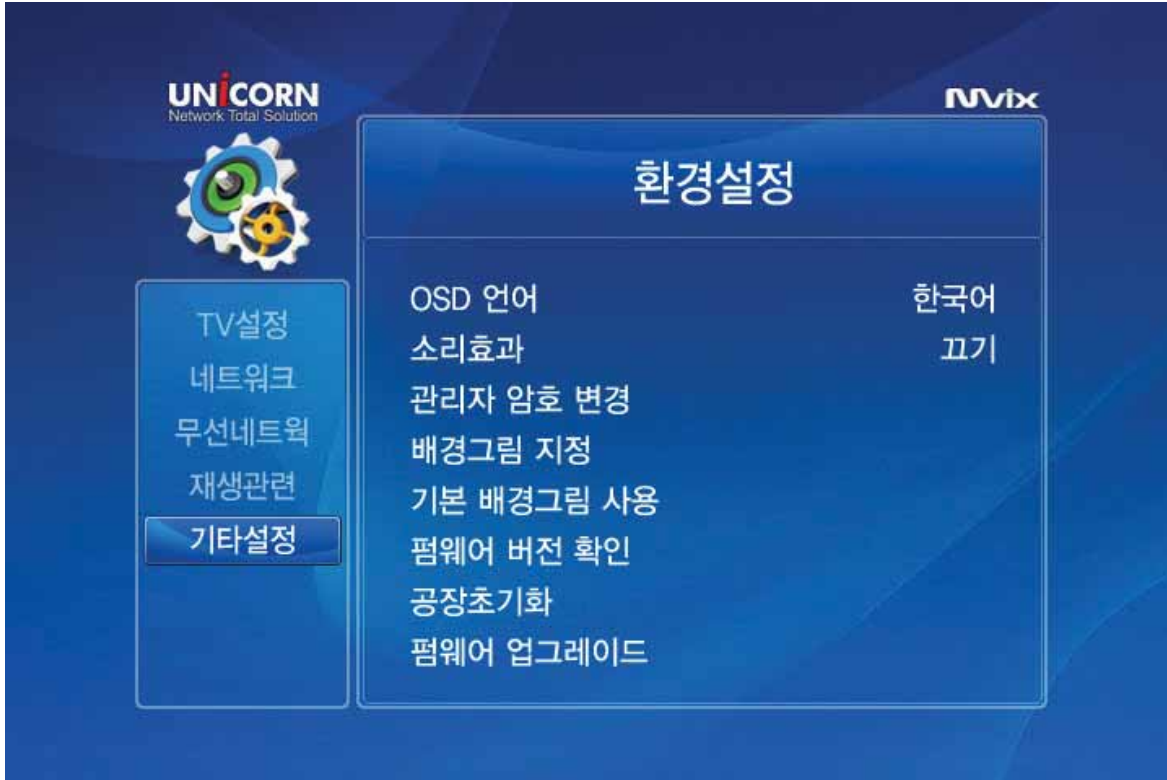 UNiCORN
Network Total Solution
Mvix
환경설정
TV설정
네트워크
무선네트웍
재생관련
기타설정
OSD 언어 한국어
소리효과 끄기
관리자 암호 변경
배경그림 지정
기본 배경그림 사용
펌웨어 버전 확인
공장초기화
펌웨어 업그레이드